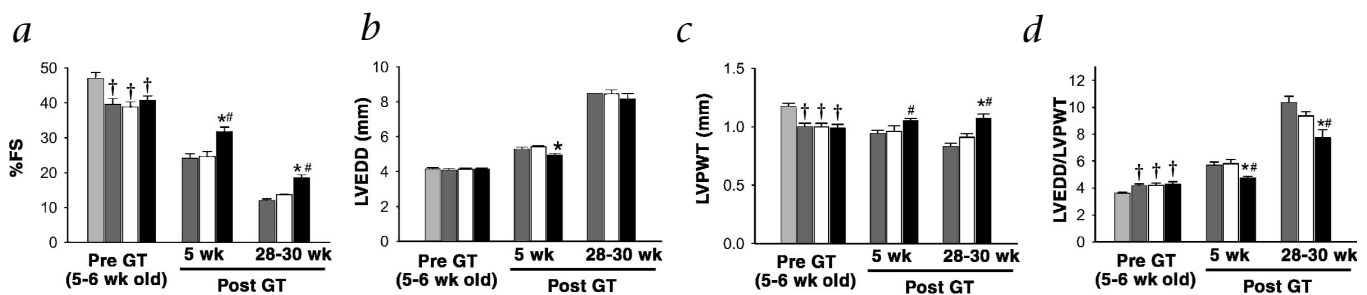 a
%FS
50
40
30
20
10
0
† † †
*#
*#
5 wk
28-30 wk
Pre GT
(5-6 wk old)
Post GT
b
LVEDD (mm)
10
8
6
4
2
0
*
5 wk
28-30 wk
Pre GT
(5-6 wk old)
Post GT
c
LVPWT (mm)
1.5
1.0
0.5
0.0
† † †
#
*#
5 wk
28-30 wk
Pre GT
(5-6 wk old)
Post GT
d
LVEDD/LVPWT
12
10
8
6
4
2
0
† † †
*#
*#
5 wk
28-30 wk
Pre GT
(5-6 wk old)
Post GT